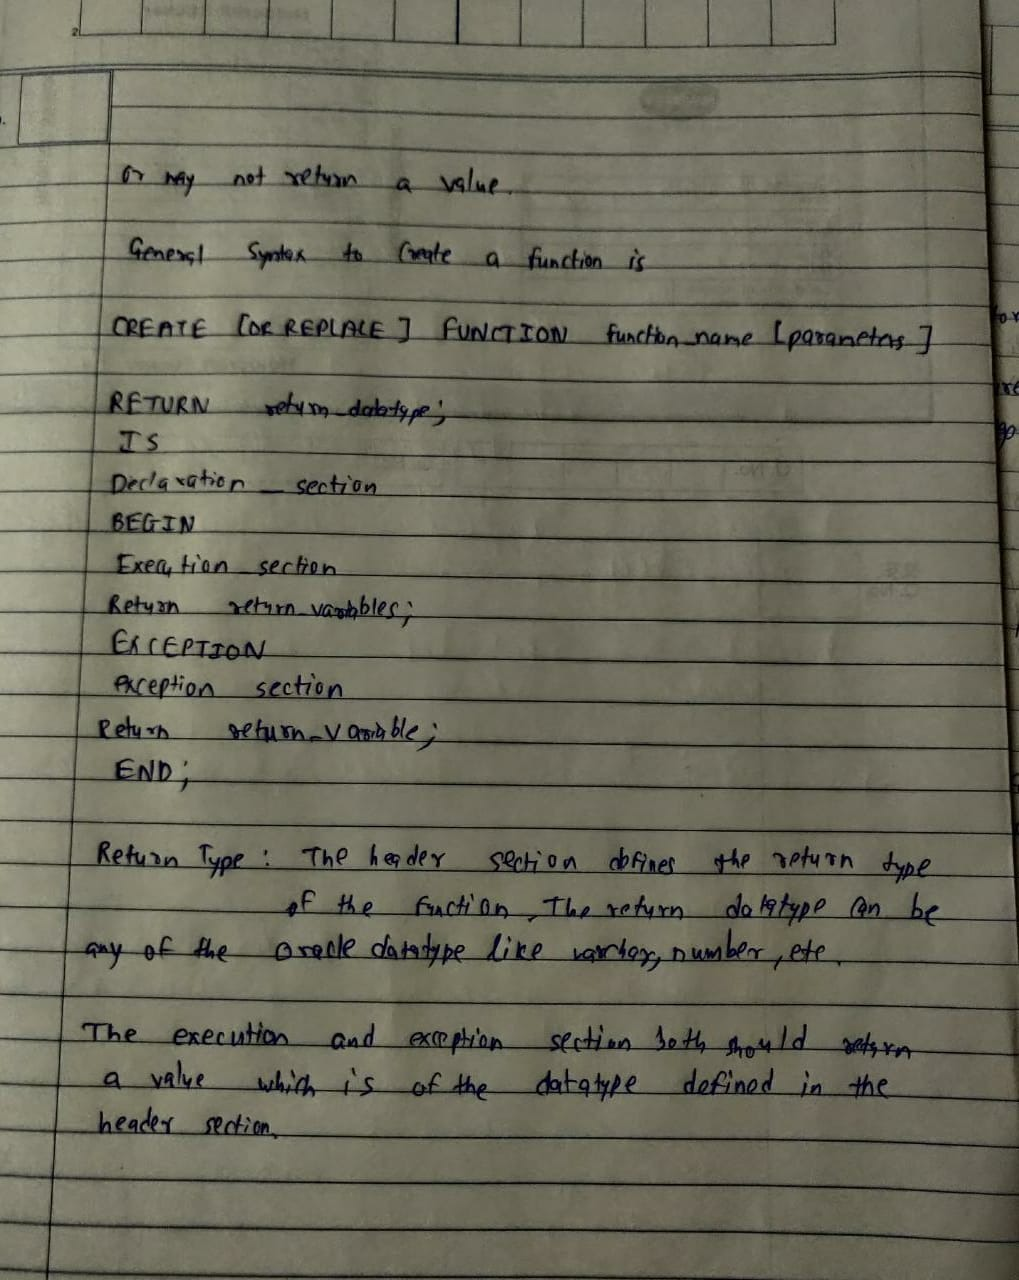 or may not return a value.
General Syntax to Create a function is
CREATE [OR REPLACE] FUNCTION function_name [parameters]
RETURN return_datatype;
IS
Declaration _ section
BEGIN
Execution_section
Return return_variables;
EXCEPTION
exception section
Return return_variable;
END;
Return Type : The header section defines the return type
of the function. The return datatype can be
any of the oracle datatype like varchar, number, etc.
The execution and exception section both should return
a value which is of the datatype defined in the
header section.